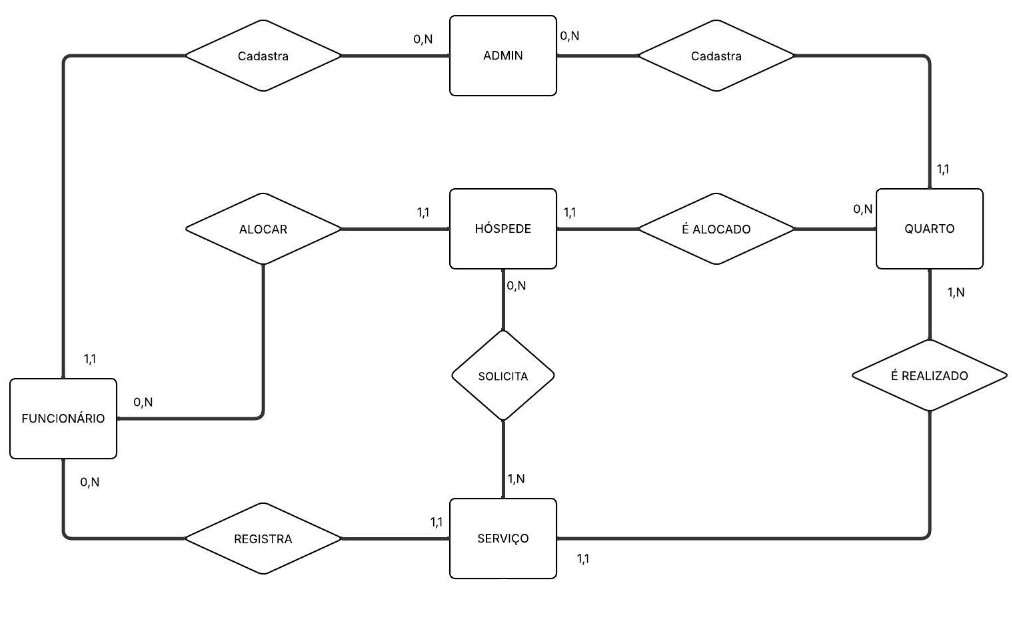 Cadastra
0,N
ADMIN
0,N
Cadastra
1,1
ALOCAR
1,1
HÓSPEDE
1,1
É ALOCADO
0,N
QUARTO
0,N
1,N
1,1
SOLICITA
É REALIZADO
FUNCIONÁRIO
0,N
0,N
1,N
REGISTRA
1,1
SERVIÇO
1,1